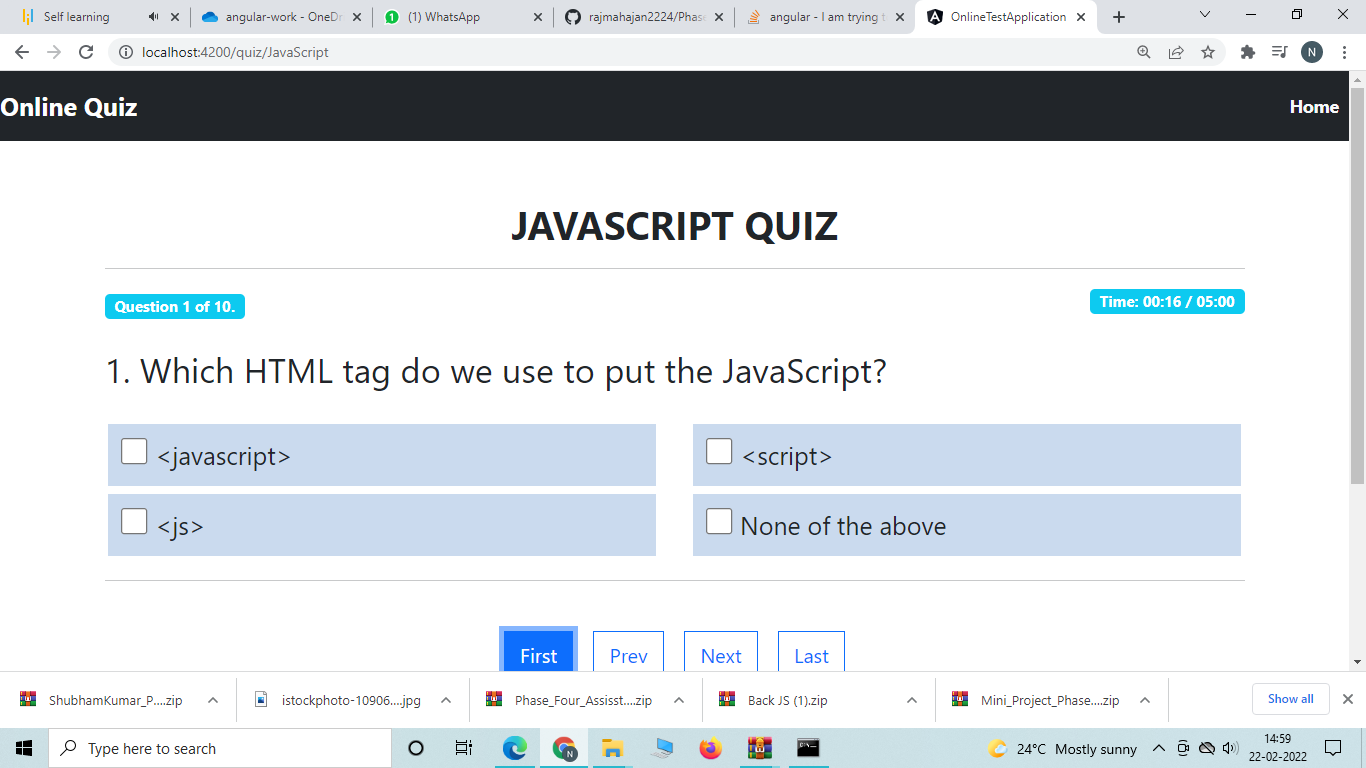 Self learning
angular-work - OneDr
(1) WhatsApp
rajmahajan2224/Phase
angular - I am trying t
OnlineTestApplication
localhost:4200/quiz/JavaScript
N
Online Quiz
Home
JAVASCRIPT QUIZ
Question 1 of 10.
Time: 00:16 / 05:00
1. Which HTML tag do we use to put the JavaScript?
<javascript>
<script>
<js>
None of the above
First
Prev
Next
Last
ShubhamKumar_P....zip
istockphoto-10906....jpg
Phase_Four_Assisst....zip
Back JS (1).zip
Mini_Project_Phase....zip
Show all
Type here to search
N
24°C Mostly sunny
14:59
22-02-2022